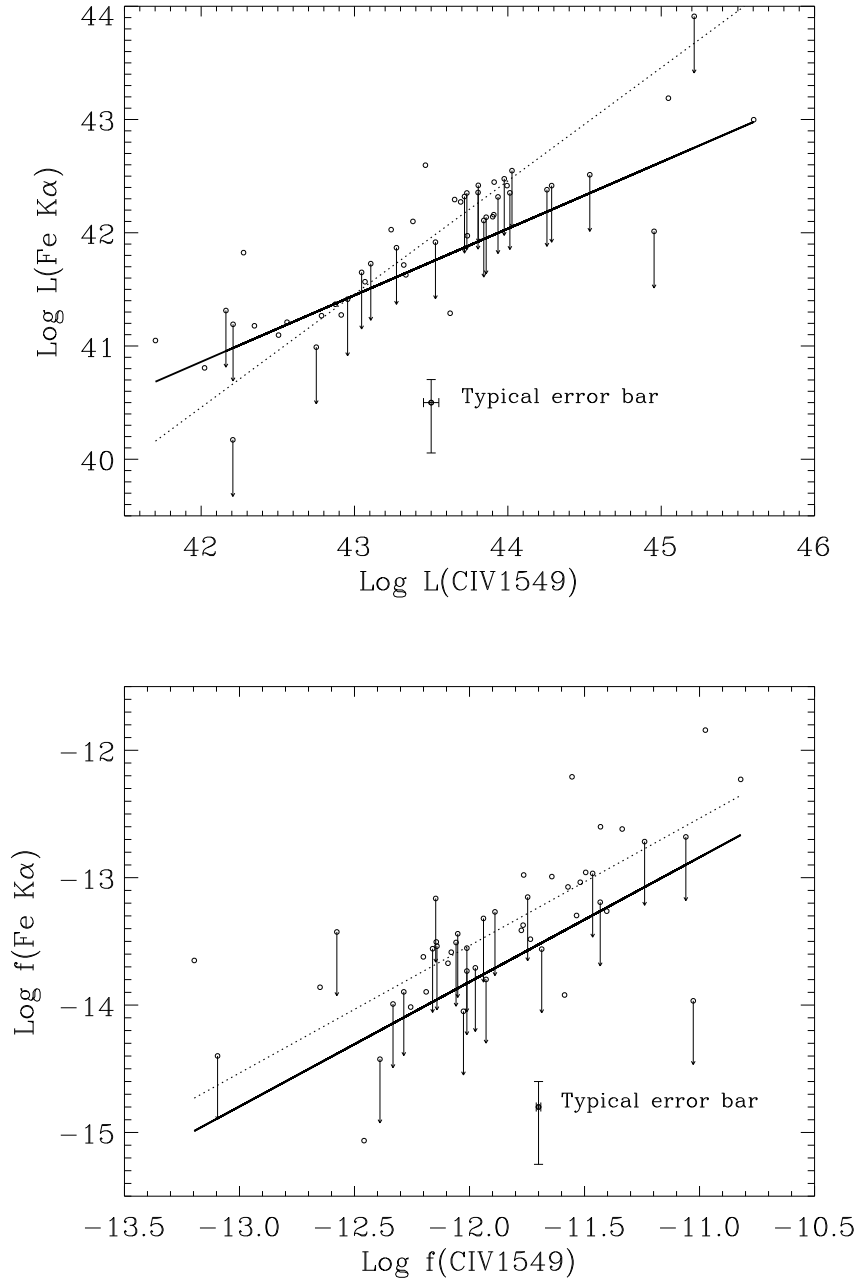 44
43
42
41
40
Log L(Fe Kα)
Typical error bar
42 43 44 45 46
Log L(CIV1549)
−12
−13
−14
−15
Log f(Fe Kα)
Typical error bar
−13.5 −13.0 −12.5 −12.0 −11.5 −11.0 −10.5
Log f(CIV1549)